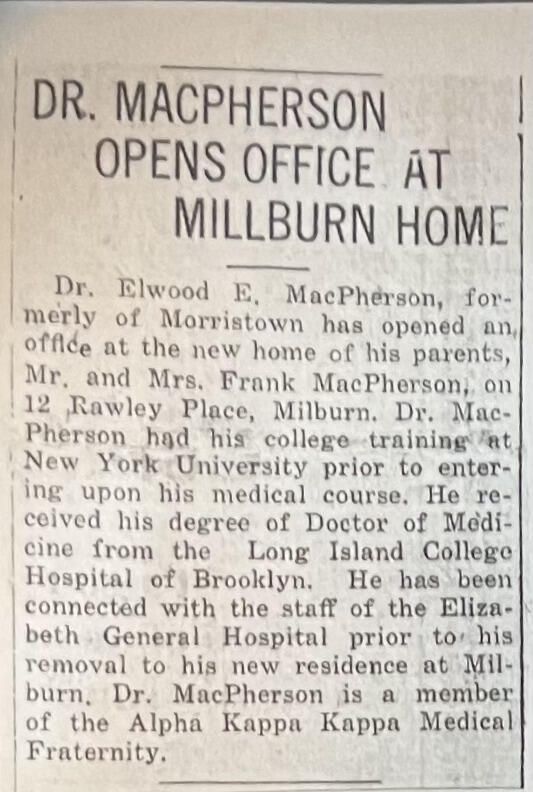 DR. MACPHERSON
OPENS OFFICE AT
MILLBURN HOME
Dr. Elwood E. MacPherson, for-
merly of Morristown has opened an
office at the new home of his parents,
Mr. and Mrs. Frank MacPherson, on
12 Rawley Place, Milburn. Dr. Mac-
Pherson had his college training at
New York University prior to enter-
ing upon his medical course. He re-
ceived his degree of Doctor of Medi-
cine from the Long Island College
Hospital of Brooklyn. He has been
connected with the staff of the Eliza-
beth General Hospital prior to his
removal to his new residence at Mil-
burn. Dr. MacPherson is a member
of the Alpha Kappa Kappa Medical
Fraternity.